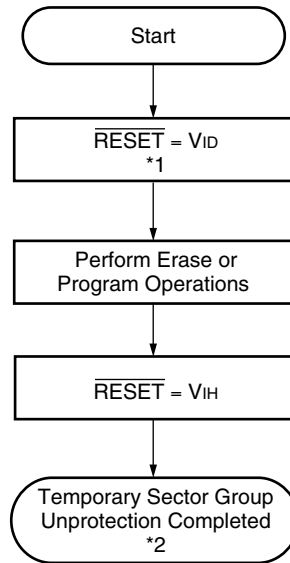 Start
RESET = VID
*1
Perform Erase or
Program Operations
RESET = VIH
Temporary Sector Group
Unprotection Completed
*2